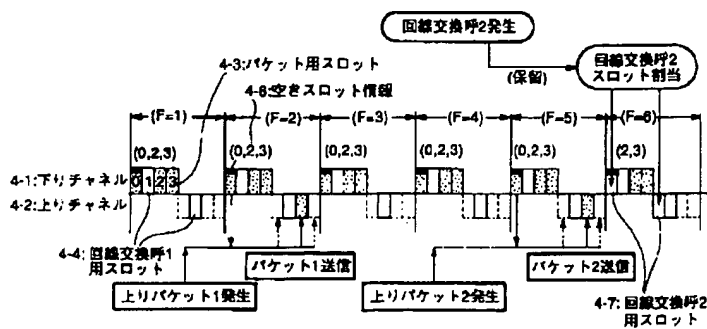 回線交換呼2発生
回線交換呼2
スロット割当
(保留)
4-3:パケット用スロット
4-6:空きスロット情報
(F=1)
(F=2)
(F=3)
(F=4)
(F=5)
(F=6)
(0,2,3)
(0,2,3)
(0,2,3)
(0,2,3)
(0,2,3)
(2,3)
4-1:下りチャネル
0 1 2 3
4-2:上りチャネル
4-4:回線交換呼1
用スロット
パケット1送信
パケット2送信
上りパケット1発生
上りパケット2発生
4-7:回線交換呼2
用スロット